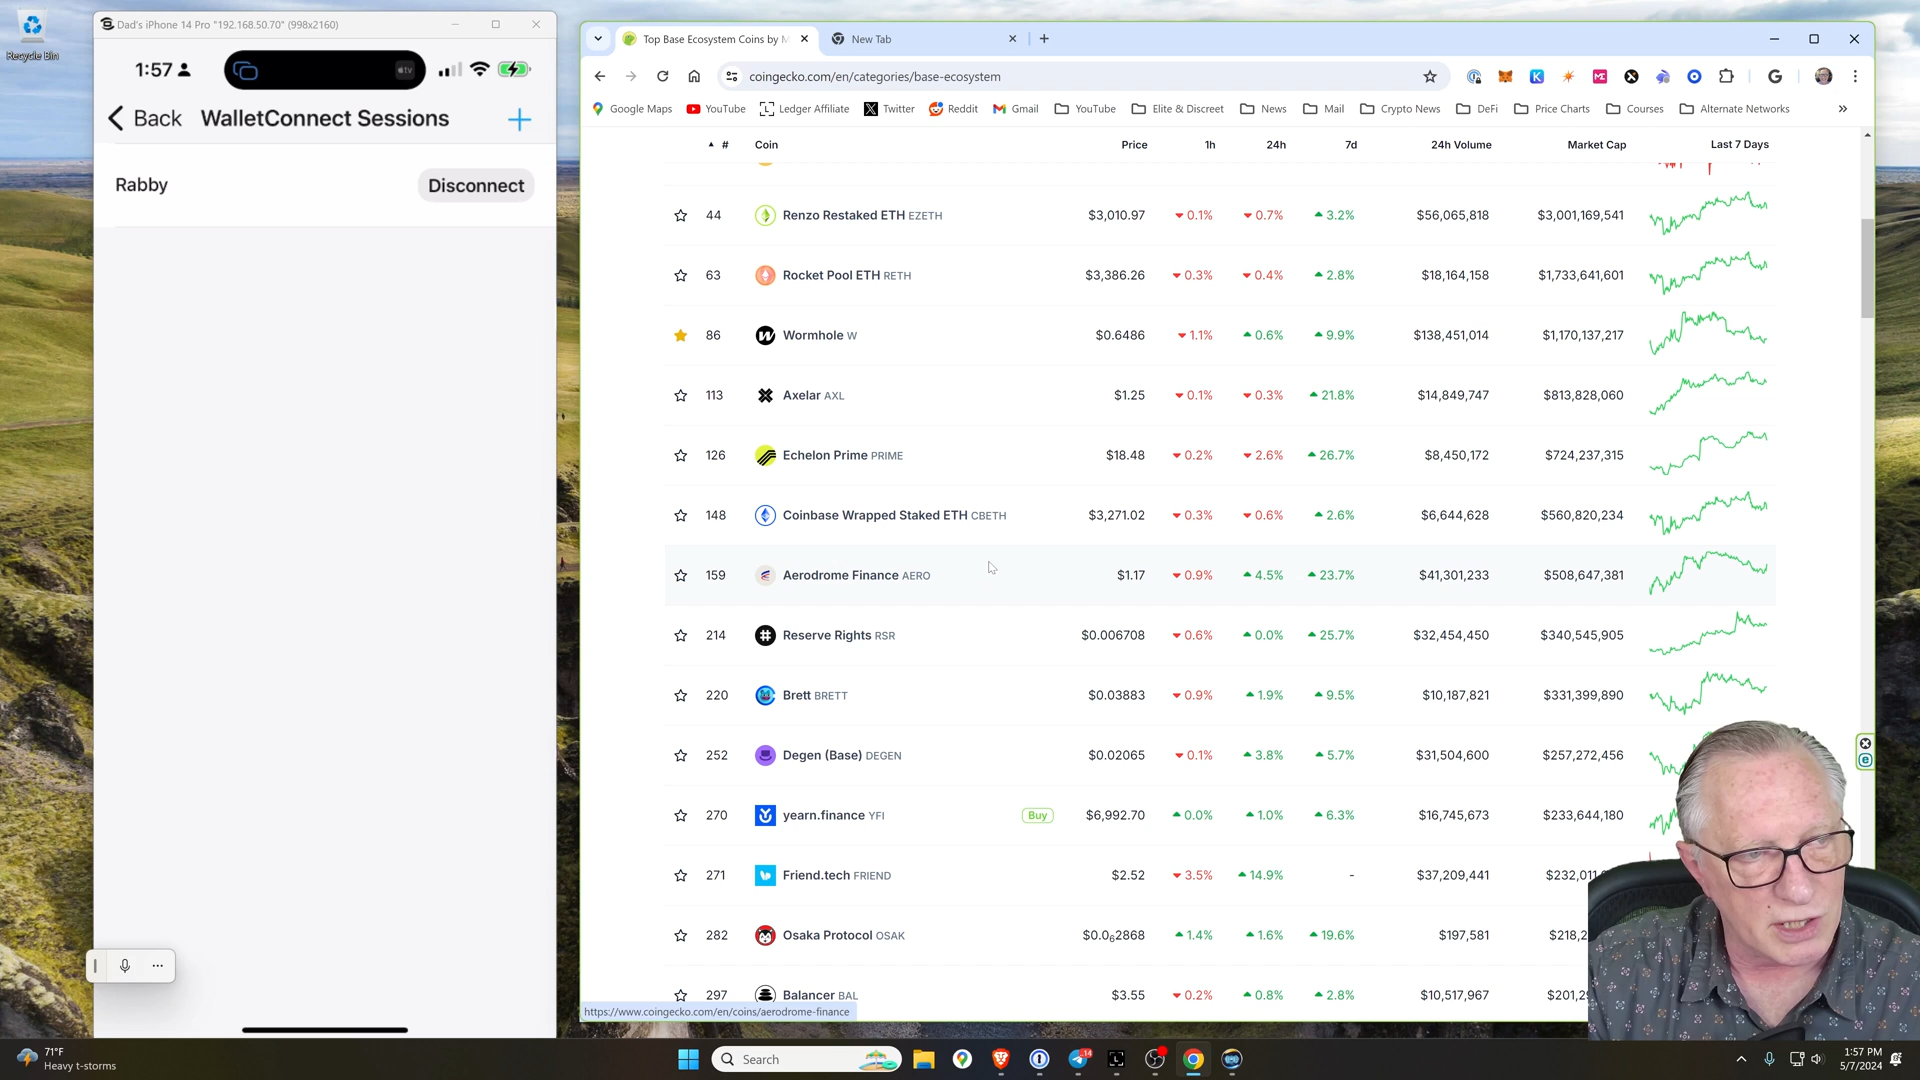 Recycle Bin
Dad's iPhone 14 Pro "192.168.50.70" (998x2160)
1:57
tv
Back WalletConnect Sessions +
Rabby Disconnect
Top Base Ecosystem Coins by M
New Tab
coingecko.com/en/categories/base-ecosystem
Google Maps YouTube Ledger Affiliate Twitter Reddit Gmail YouTube Elite & Discreet News Mail Crypto News DeFi Price Charts Courses Alternate Networks »
# Coin Price 1h 24h 7d 24h Volume Market Cap Last 7 Days
44 Renzo Restaked ETH EZETH $3,010.97 0.1% 0.7% 3.2% $56,065,818 $3,001,169,541
63 Rocket Pool ETH RETH $3,386.26 0.3% 0.4% 2.8% $18,164,158 $1,733,641,601
86 Wormhole W $0.6486 1.1% 0.6% 9.9% $138,451,014 $1,170,137,217
113 Axelar AXL $1.25 0.1% 0.3% 21.8% $14,849,747 $813,828,060
126 Echelon Prime PRIME $18.48 0.2% 2.6% 26.7% $8,450,172 $724,237,315
148 Coinbase Wrapped Staked ETH CBETH $3,271.02 0.3% 0.6% 2.6% $6,644,628 $560,820,234
159 Aerodrome Finance AERO $1.17 0.9% 4.5% 23.7% $41,301,233 $508,647,381
214 Reserve Rights RSR $0.006708 0.6% 0.0% 25.7% $32,454,450 $340,545,905
220 Brett BRETT $0.03883 0.9% 1.9% 9.5% $10,187,821 $331,399,890
252 Degen (Base) DEGEN $0.02065 0.1% 3.8% 5.7% $31,504,600 $257,272,456
270 yearn.finance YFI Buy $6,992.70 0.0% 1.0% 6.3% $16,745,673 $233,644,180
271 Friend.tech FRIEND $2.52 3.5% 14.9% - $37,209,441 $232,011
282 Osaka Protocol OSAK $0.0₆2868 1.4% 1.6% 19.6% $197,581 $218,2
297 Balancer BAL $3.55 0.2% 0.8% 2.8% $10,517,967 $201,2
https://www.coingecko.com/en/coins/aerodrome-finance
71°F
Heavy t-storms
Search
14
1:57 PM
5/7/2024